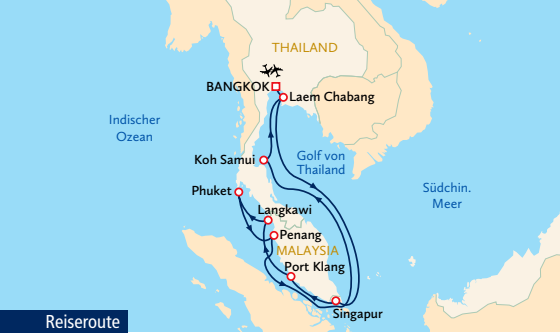 THAILAND
BANGKOK
Laem Chabang
Indischer
Ozean
Koh Samui
Golf von
Thailand
Phuket
Südchin.
Meer
Langkawi
Penang
MALAYSIA
Port Klang
Singapur
Reiseroute